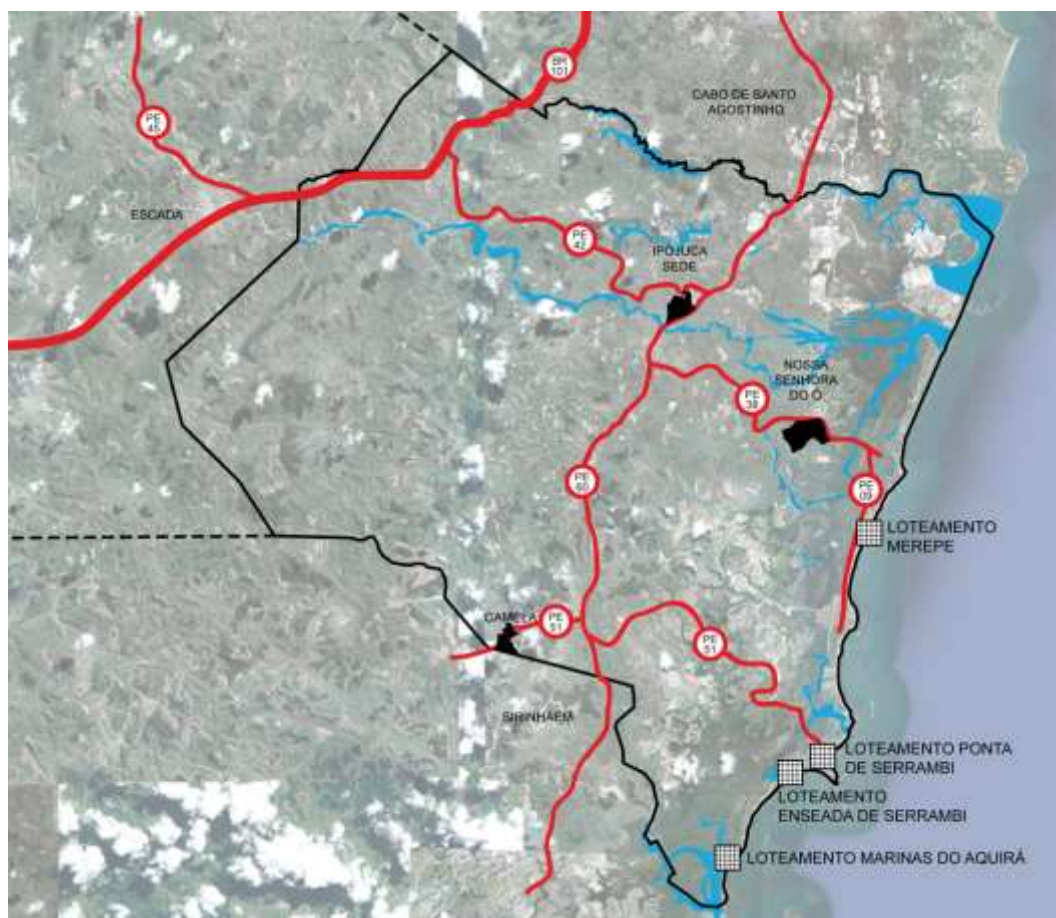 BR
101
CABO DE SANTO
AGOSTINHO
PE
45
ESCADA
PE
42
IPOJUCA
SEDE
NOSSA
SENHORA
DO Ó
PE
38
PE
60
PE
09
LOTEAMENTO
MEREPE
CAMELA
PE
51
PE
51
SIRINHAÉM
LOTEAMENTO PONTA
DE SERRAMBI
LOTEAMENTO
ENSEADA DE SERRAMBI
LOTEAMENTO MARINAS DO AQUIRÁ